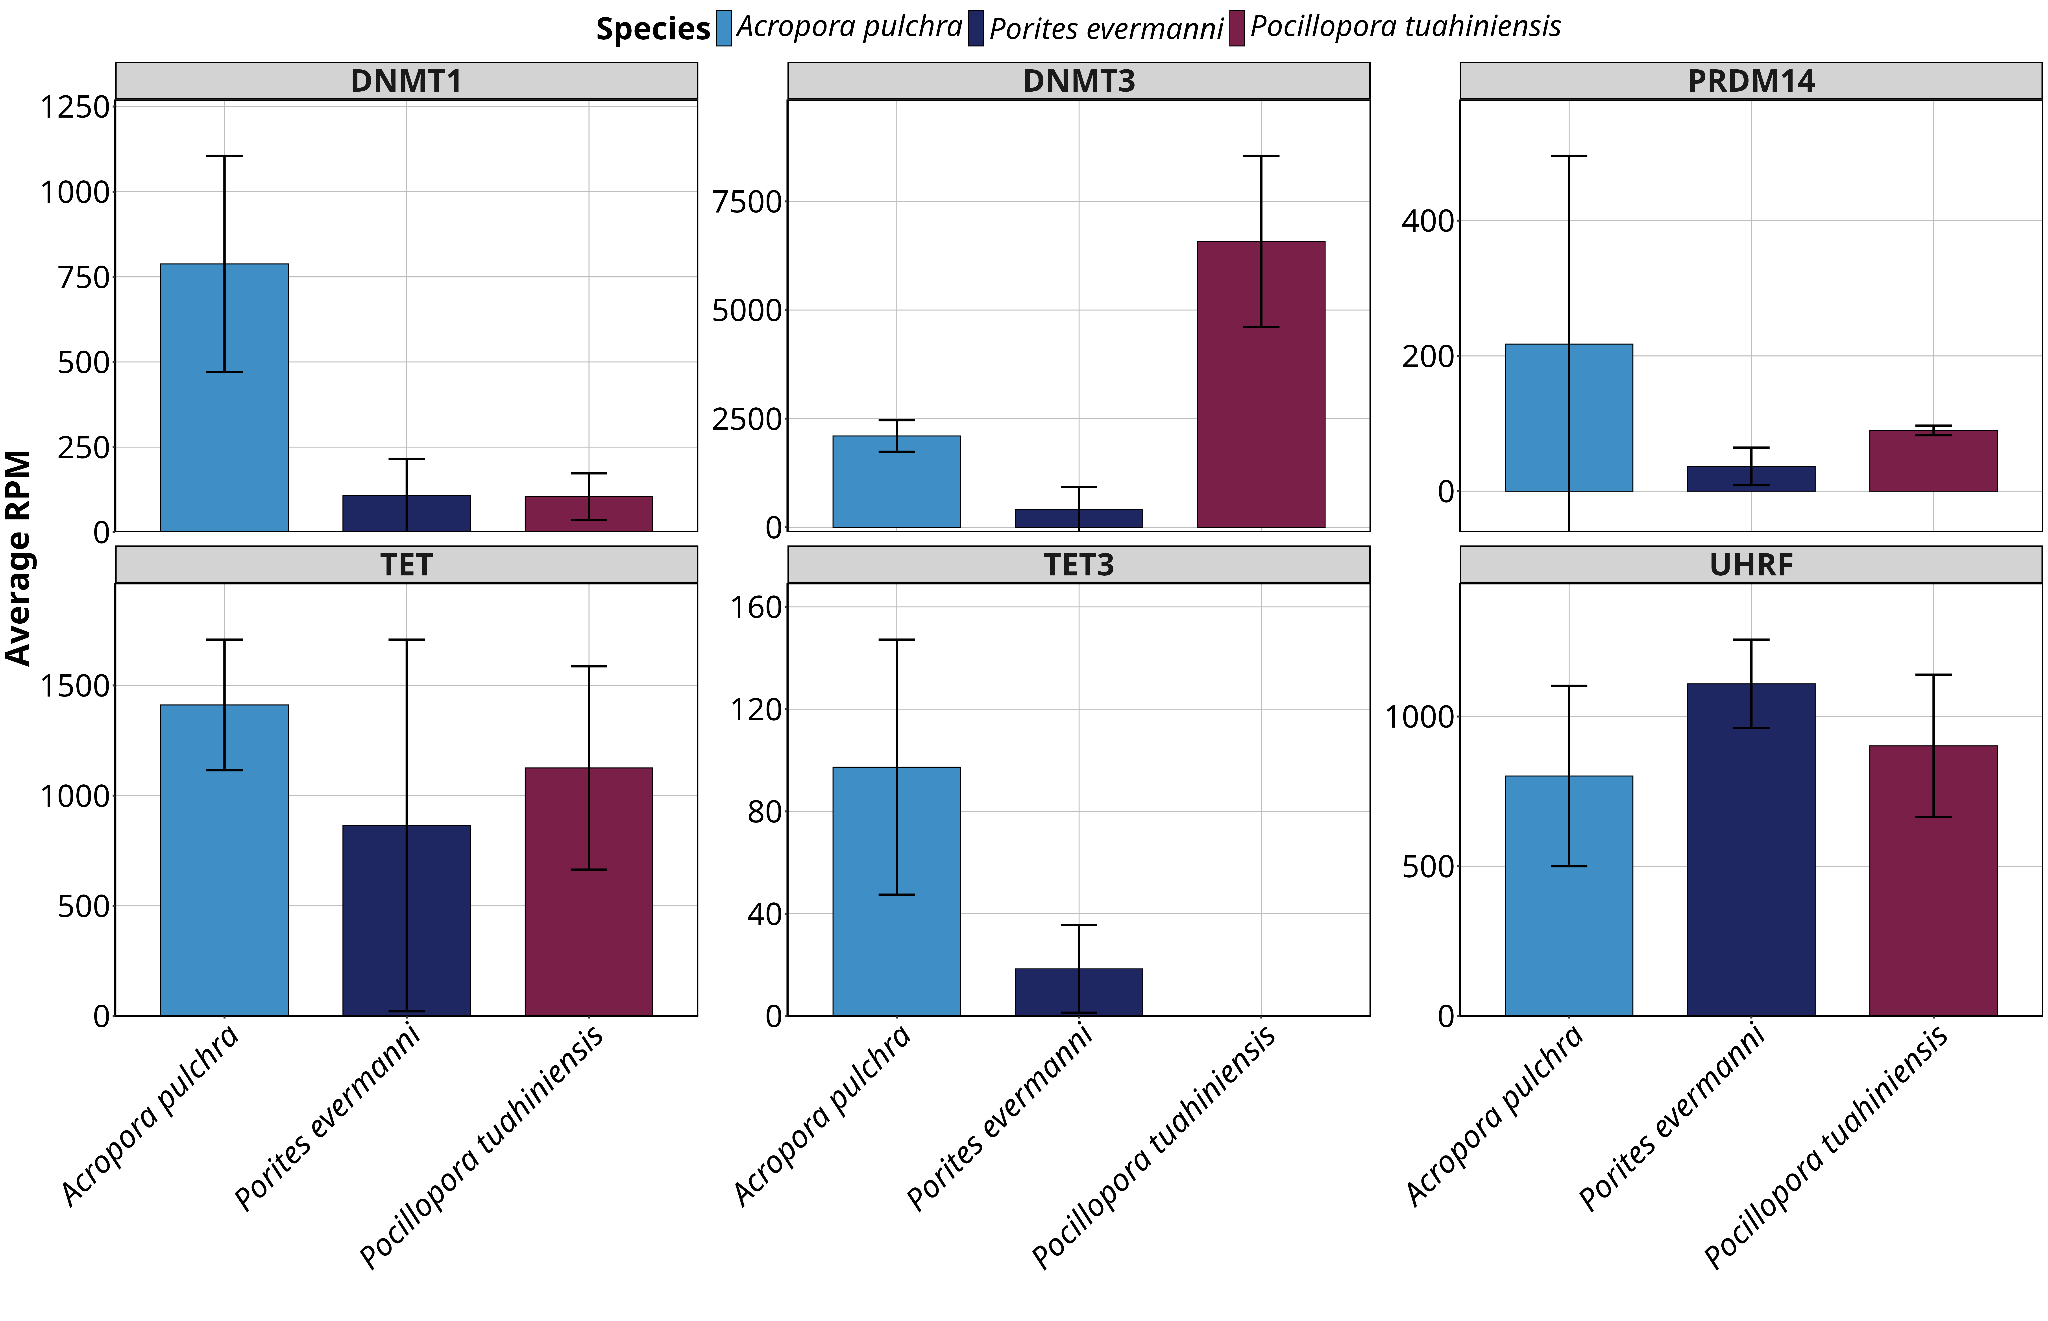 Species Acropora pulchra Porites evermanni Pocillopora tuahiniensis
DNMT1 DNMT3 PRDM14
1250
1000
750
500
250
0
7500
5000
2500
0
400
200
0
Average RPM
TET TET3 UHRF
1500
1000
500
0
160
120
80
40
0
1000
500
0
Acropora pulchra
Porites evermanni
Pocillopora tuahiniensis
Acropora pulchra
Porites evermanni
Pocillopora tuahiniensis
Acropora pulchra
Porites evermanni
Pocillopora tuahiniensis